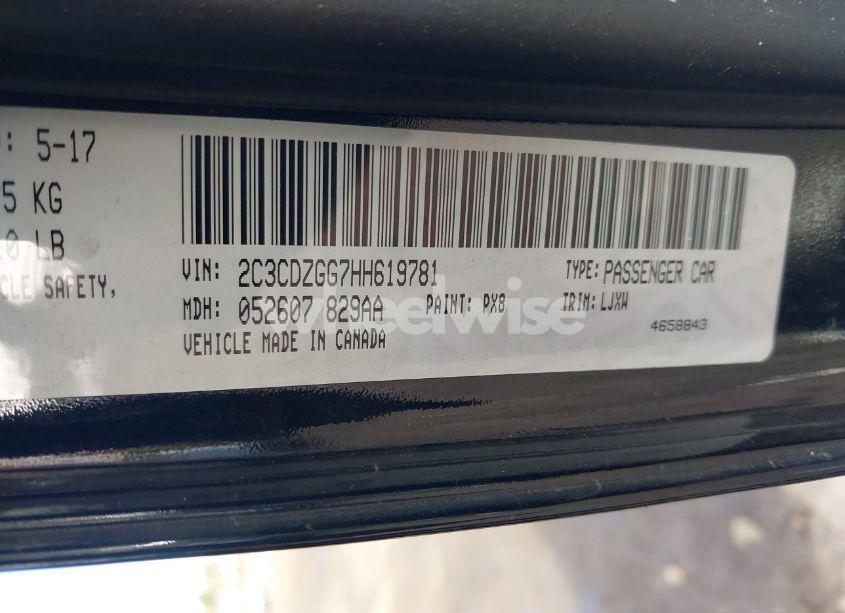 : 5-17
5 KG
0 LB
CLE SAFETY,
VIN: 2C3CDZGG7HH619781 TYPE: PASSENGER CAR
MDH: 052607 829AA PAINT: PX8 TRIM: LJXW
VEHICLE MADE IN CANADA 4658843
wheelwise